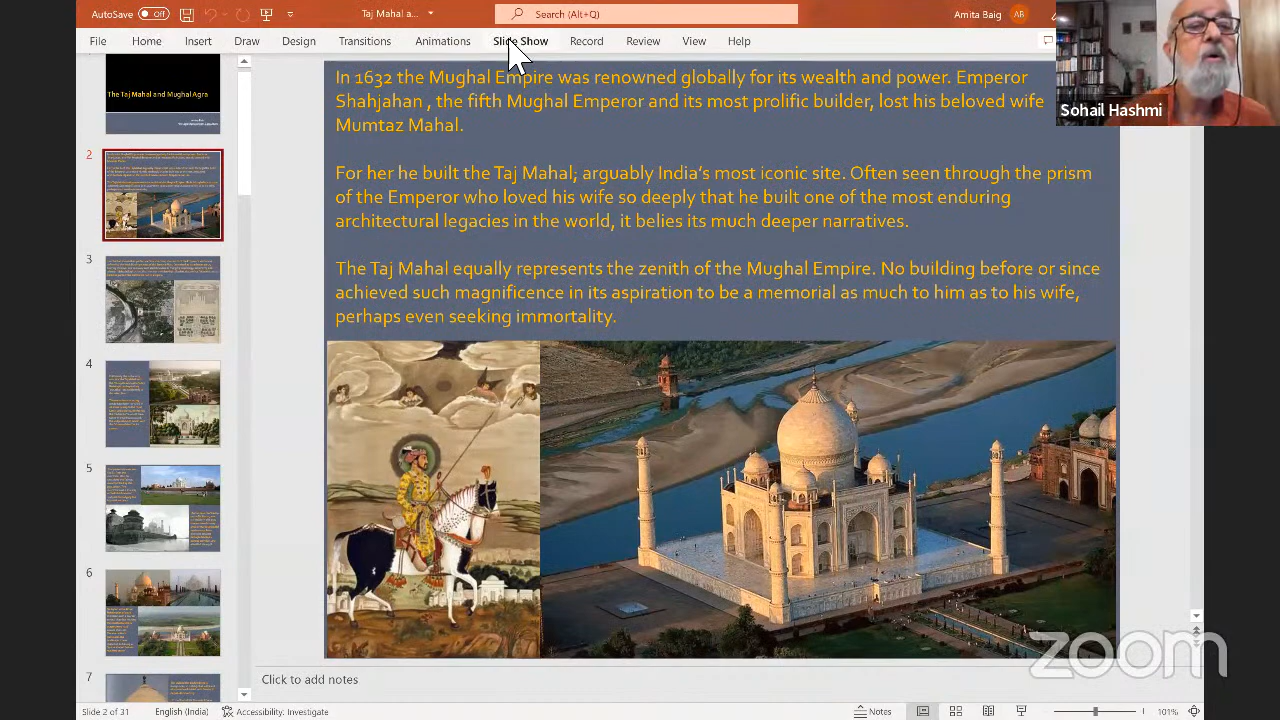 AutoSave
Off
Taj Mahal a...
Search (Alt+Q)
Amita Baig
AB
File
Home
Insert
Draw
Design
Transitions
Animations
Slide Show
Record
Review
View
Help
Sohail Hashmi
The Taj Mahal and Mughal Agra
2
3
4
5
6
7
In 1632 the Mughal Empire was renowned globally for its wealth and power. Emperor
Shahjahan , the fifth Mughal Emperor and its most prolific builder, lost his beloved wife
Mumtaz Mahal.
For her he built the Taj Mahal; arguably India's most iconic site. Often seen through the prism
of the Emperor who loved his wife so deeply that he built one of the most enduring
architectural legacies in the world, it belies its much deeper narratives.
The Taj Mahal equally represents the zenith of the Mughal Empire. No building before or since
achieved such magnificence in its aspiration to be a memorial as much to him as to his wife,
perhaps even seeking immortality.
zoom
Click to add notes
Slide 2 of 31
English (India)
Accessibility: Investigate
Notes
101%